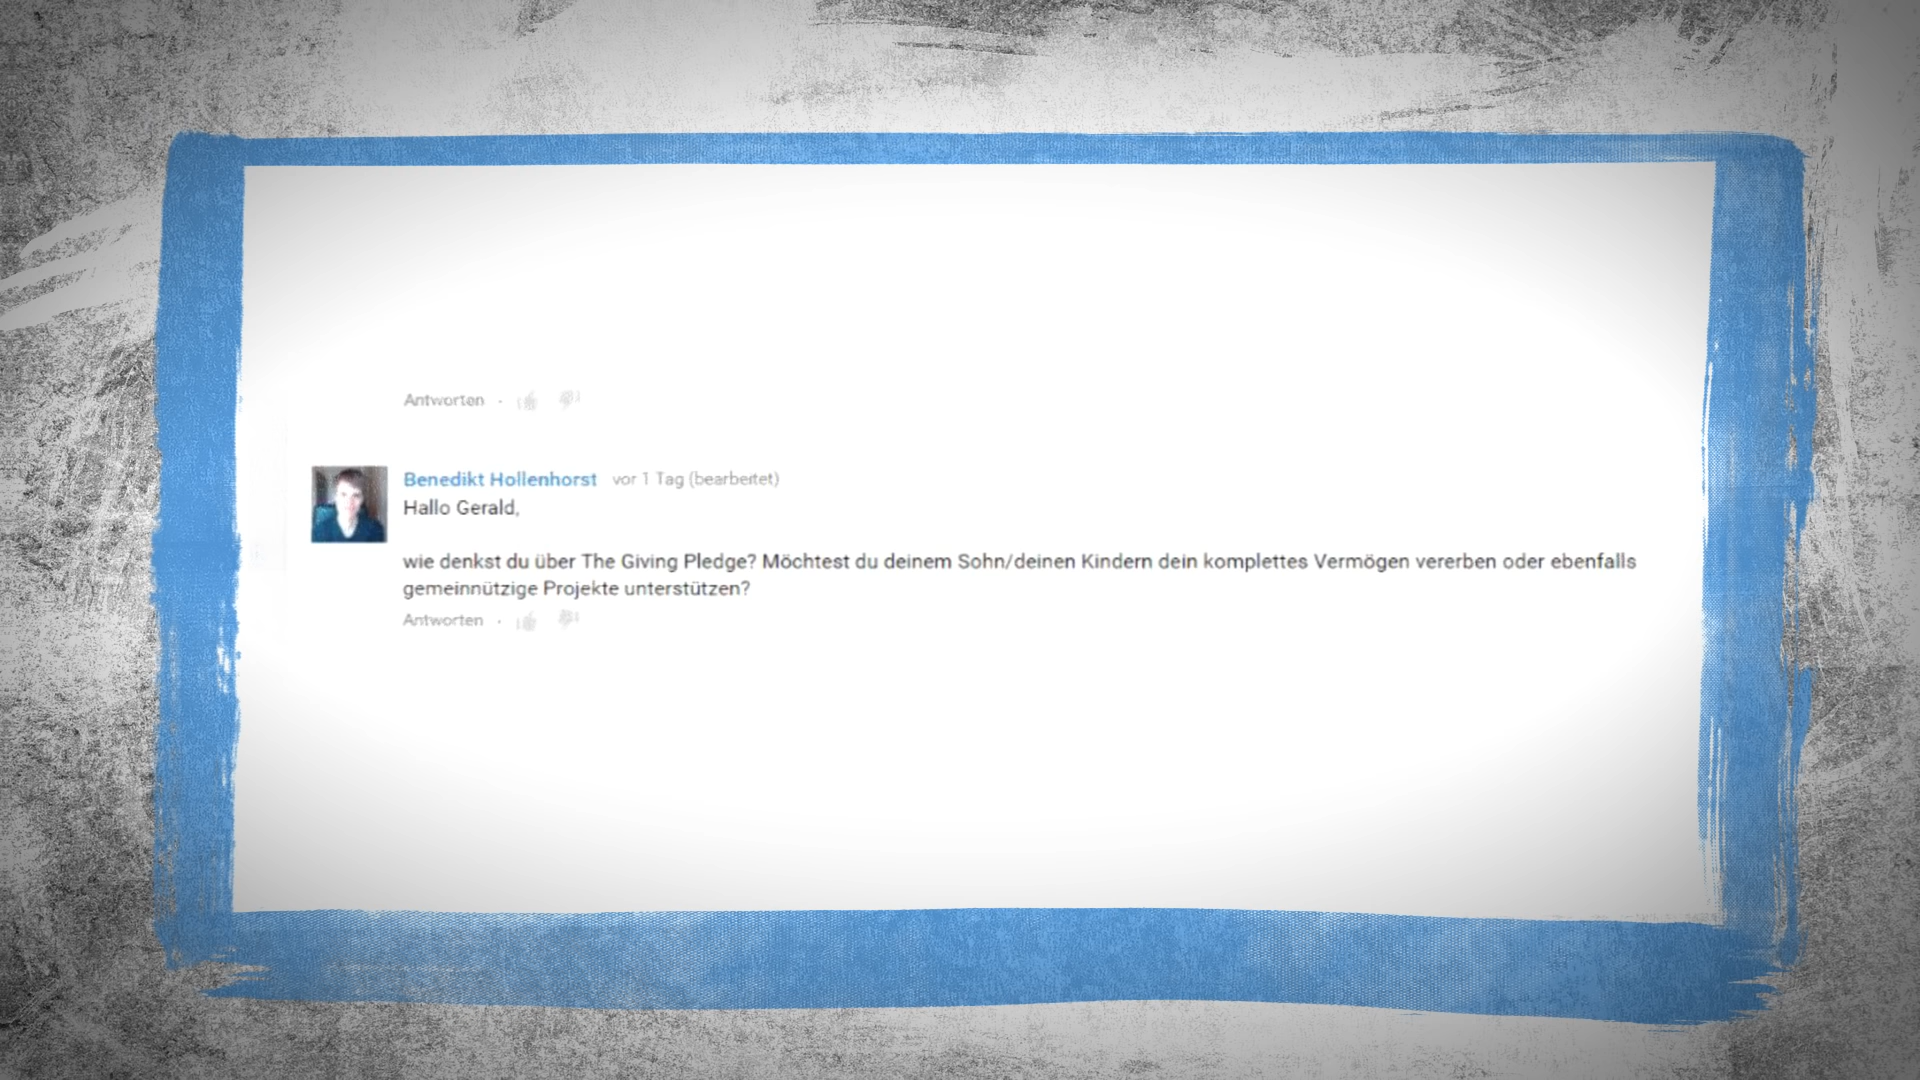 Antworten ·
Benedikt Hollenhorst vor 1 Tag (bearbeitet)
Hallo Gerald,
wie denkst du über The Giving Pledge? Möchtest du deinem Sohn/deinen Kindern dein komplettes Vermögen vererben oder ebenfalls
gemeinnützige Projekte unterstützen?
Antworten ·